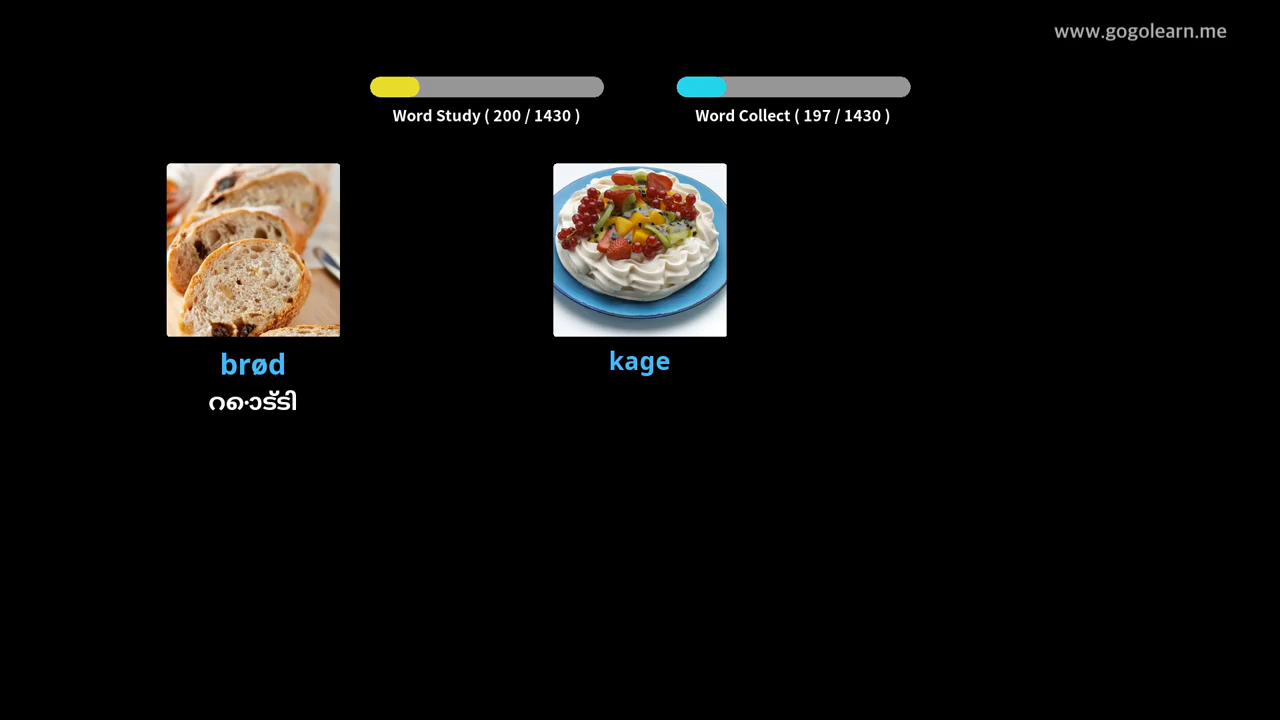 www.gogolearn.me
Word Study ( 200 / 1430 )
Word Collect ( 197 / 1430 )
brød
kage
റൊട്ടി